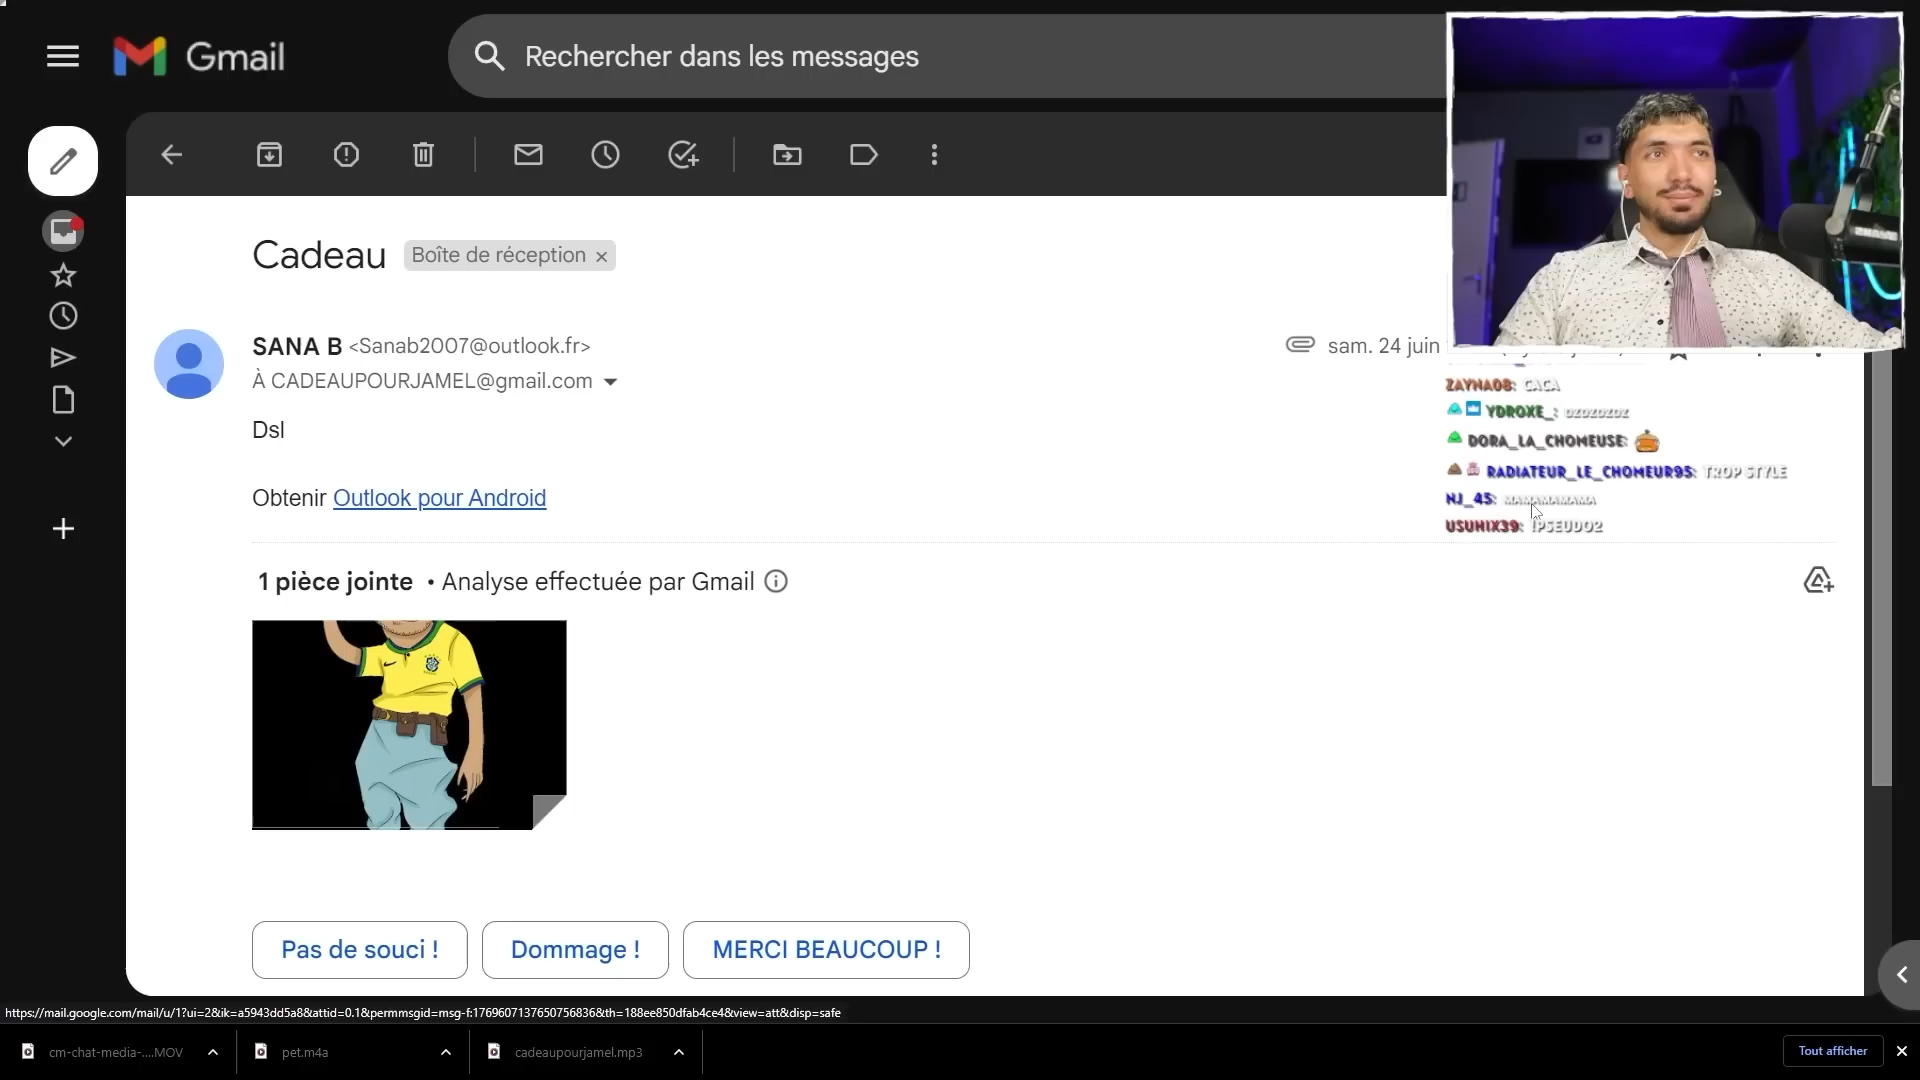 Gmail
Rechercher dans les messages
Cadeau
Boîte de réception ×
SANA B <Sanab2007@outlook.fr>
sam. 24 juin
À CADEAUPOURJAMEL@gmail.com
Dsl
Obtenir Outlook pour Android
ZAYNA08: CACA
YDROXE_: DZDZDZDZ
DORA_LA_CHOMEUSE:
RADIATEUR_LE_CHOMEUR95: TROP STYLE
NJ_45: MAMAMAMAMA
USUNIX39: !PSEUDO2
1 pièce jointe • Analyse effectuée par Gmail
Pas de souci !
Dommage !
MERCI BEAUCOUP !
https://mail.google.com/mail/u/1?ui=2&ik=a5943dd5a8&attid=0.1&permmsgid=msg-f:1769607137650756836&th=188ee850dfab4ce4&view=att&disp=safe
cm-chat-media-....MOV
pet.m4a
cadeaupourjamel.mp3
Tout afficher